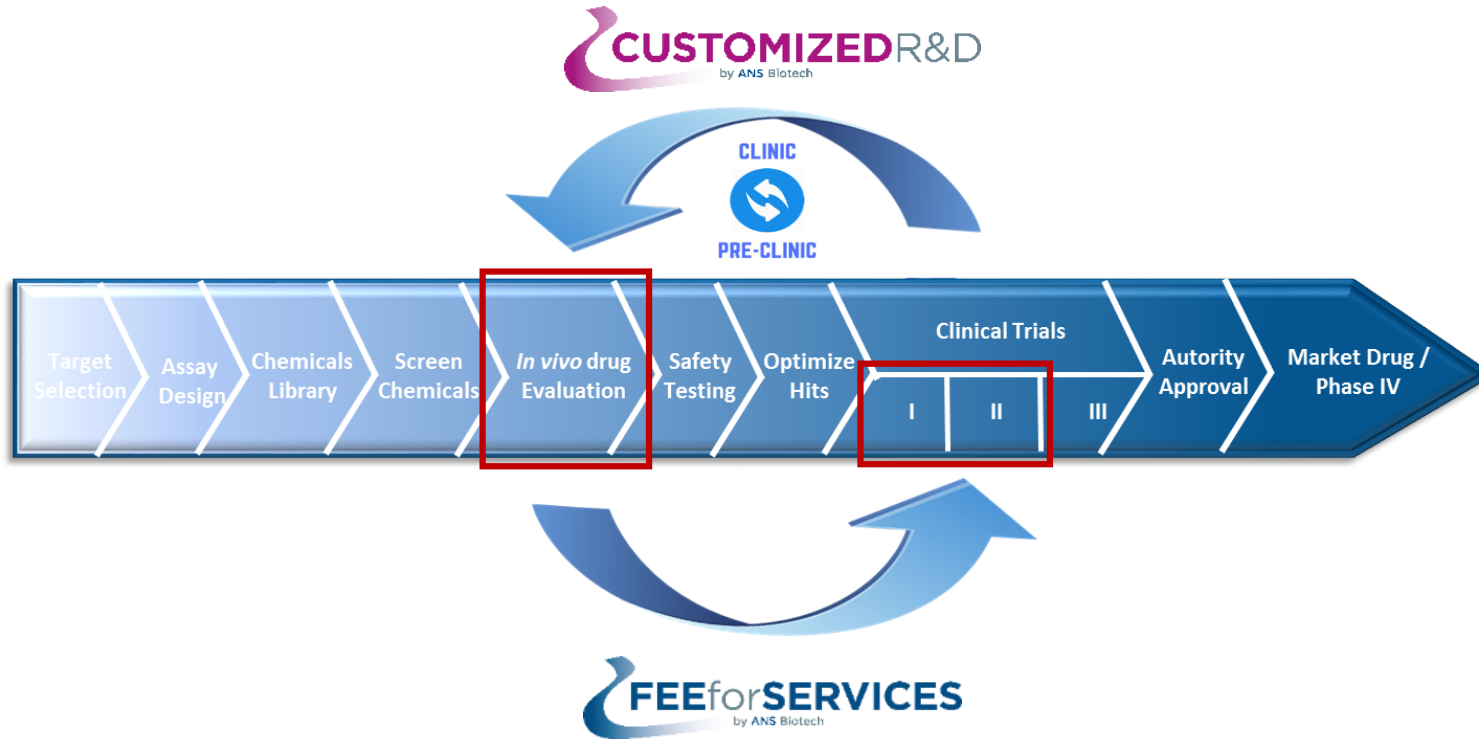 CUSTOMIZEDR&D
by ANS Biotech
CLINIC
PRE-CLINIC
Target
Selection
Assay
Design
Chemicals
Library
Screen
Chemicals
In vivo drug
Evaluation
Safety
Testing
Optimize
Hits
Clinical Trials
I
II
III
Autority
Approval
Market Drug /
Phase IV
FEEforSERVICES
by ANS Biotech